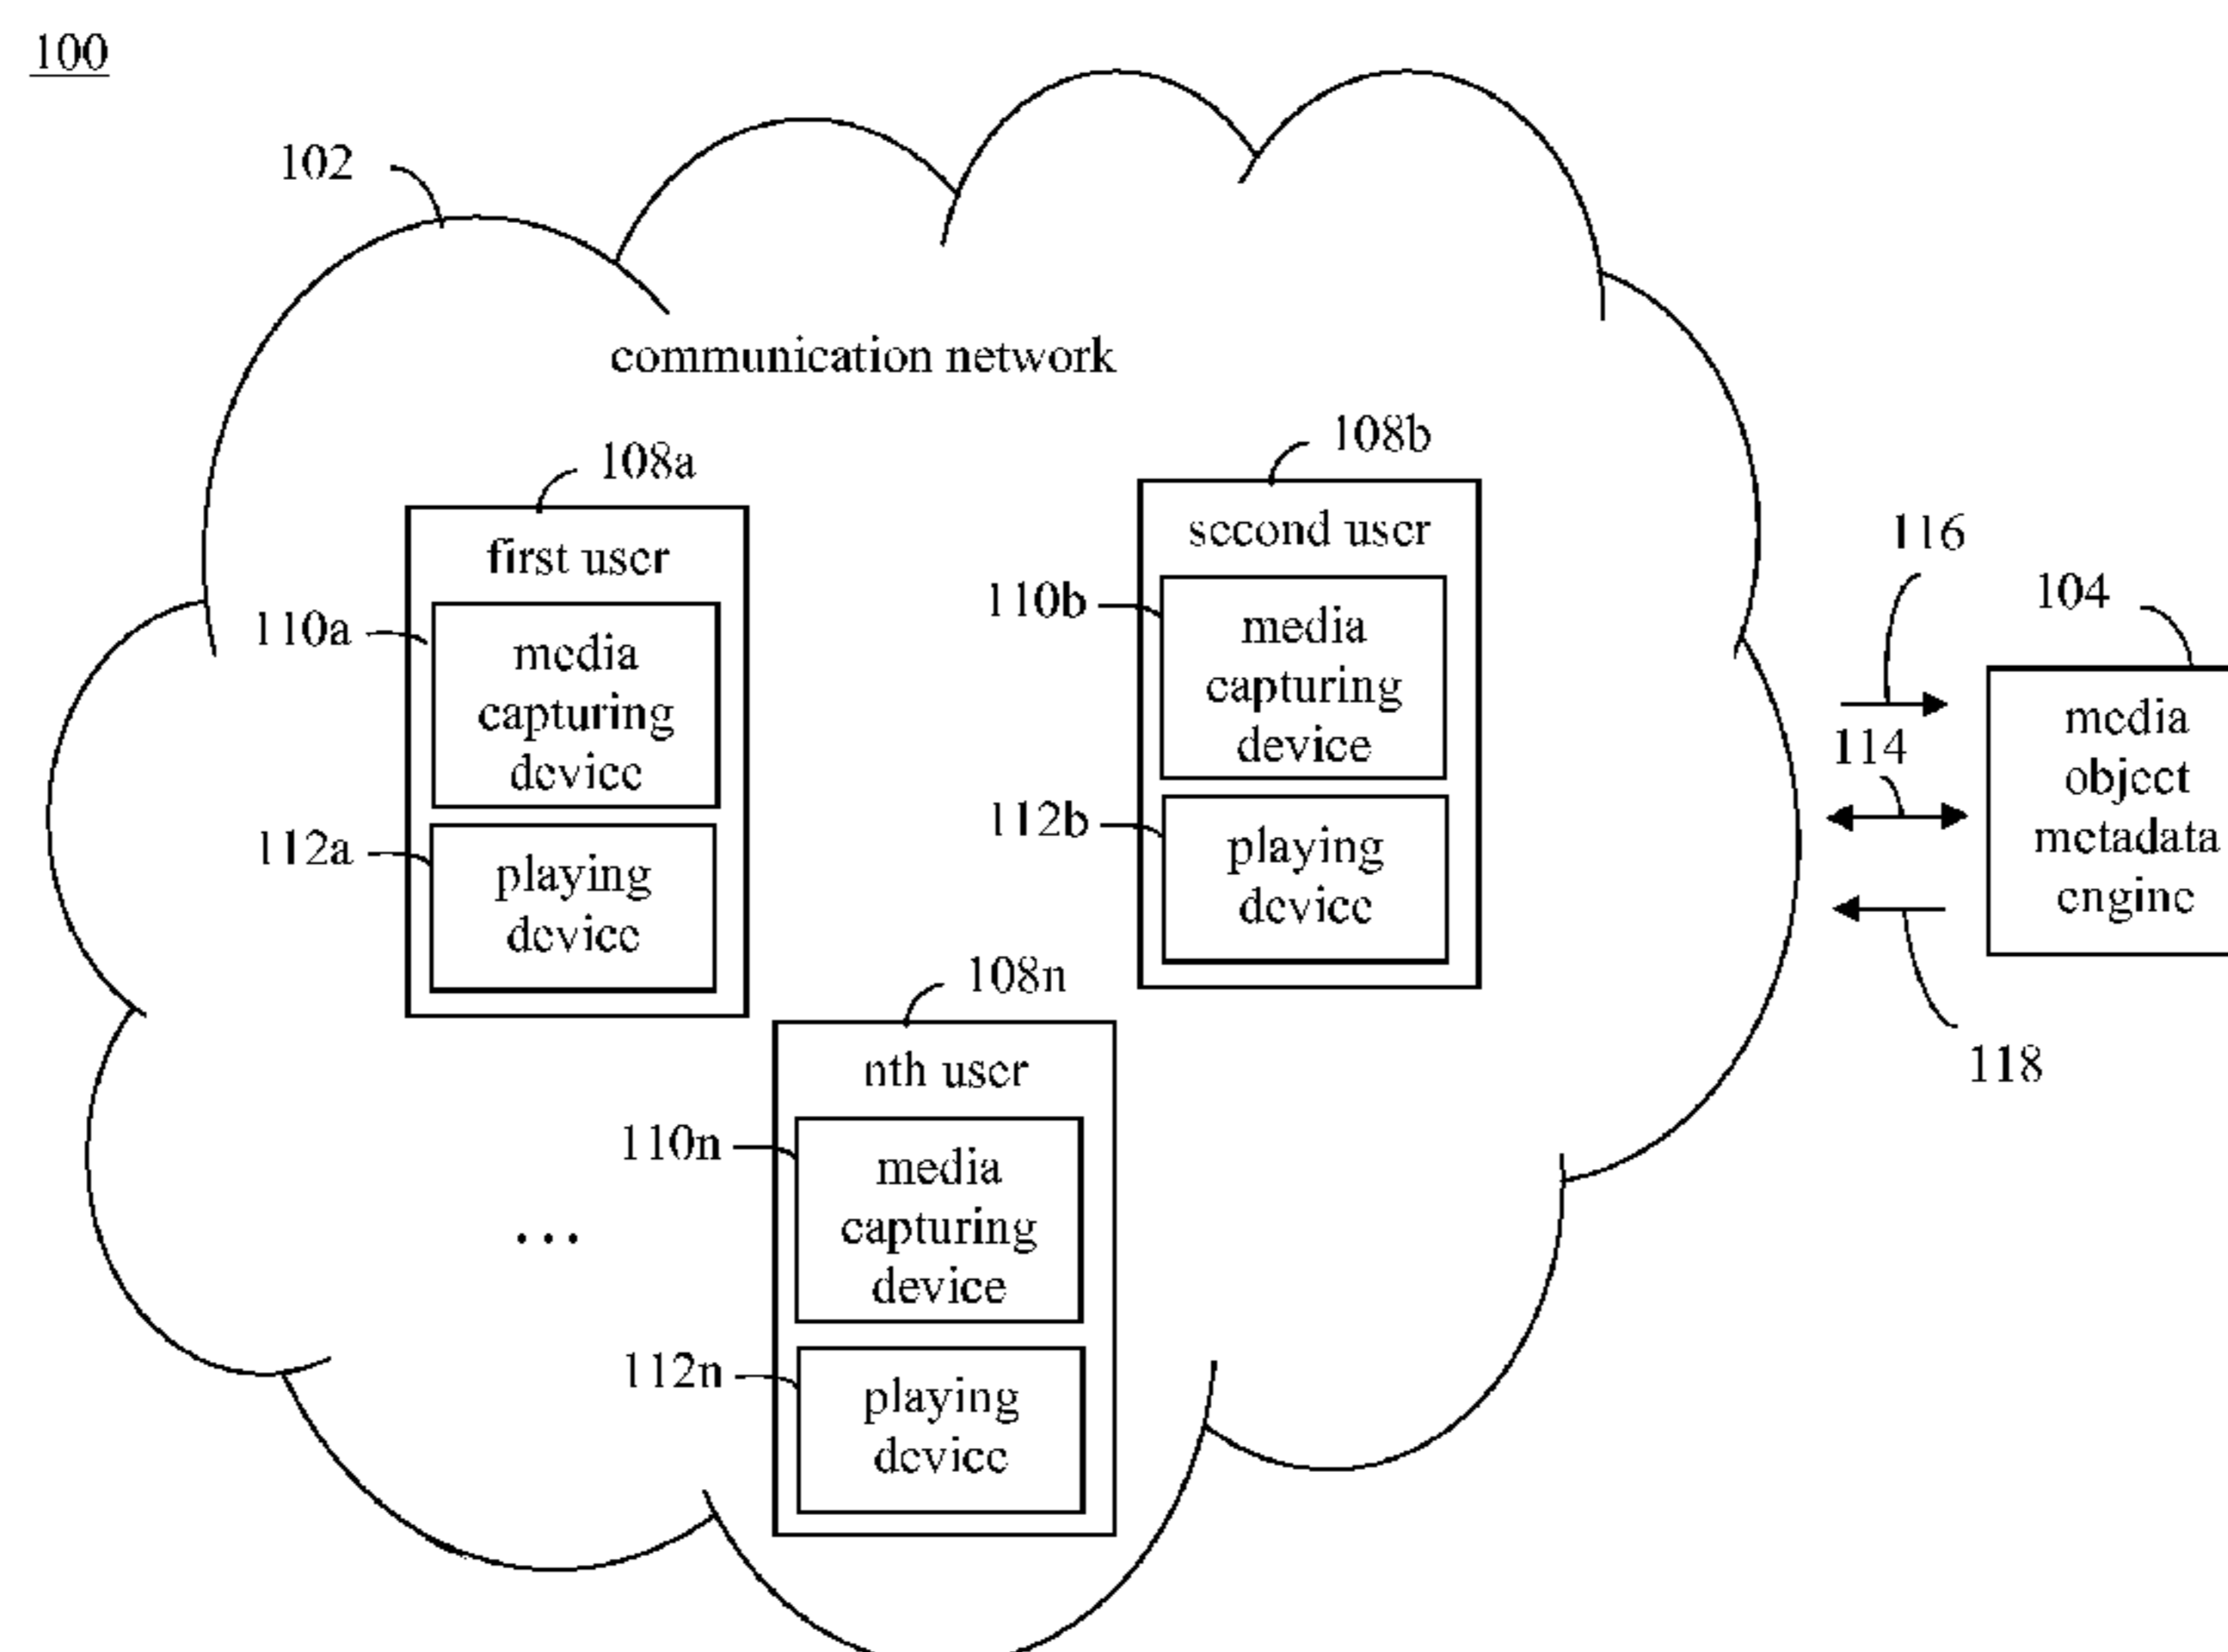 100
102
communication network
108a
first user
110a
media
capturing
device
112a
playing
device
108b
second user
110b
media
capturing
device
112b
playing
device
108n
nth user
110n
media
capturing
device
112n
playing
device
...
116
114
118
104
media
object
metadata
engine